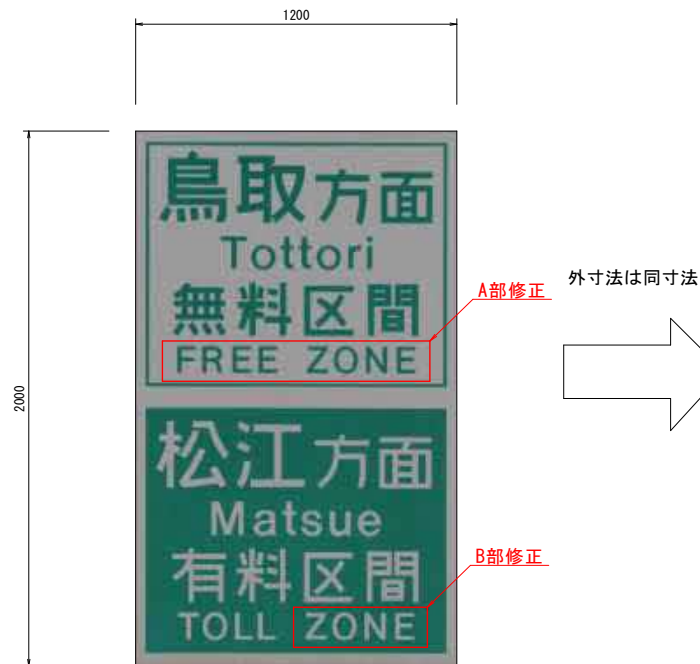 1200
2000
鳥取方面
Tottori
無料区間
FREE ZONE
A部修正
外寸法は同寸法
松江方面
Matsue
有料区間
TOLL ZONE
B部修正